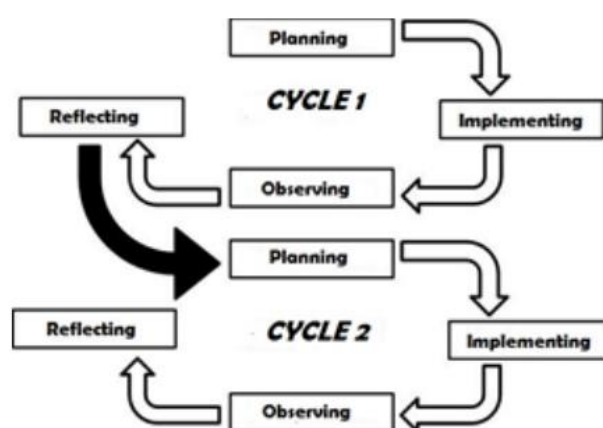 Planning
CYCLE 1
Reflecting
Implementing
Observing
Planning
CYCLE 2
Reflecting
Implementing
Observing